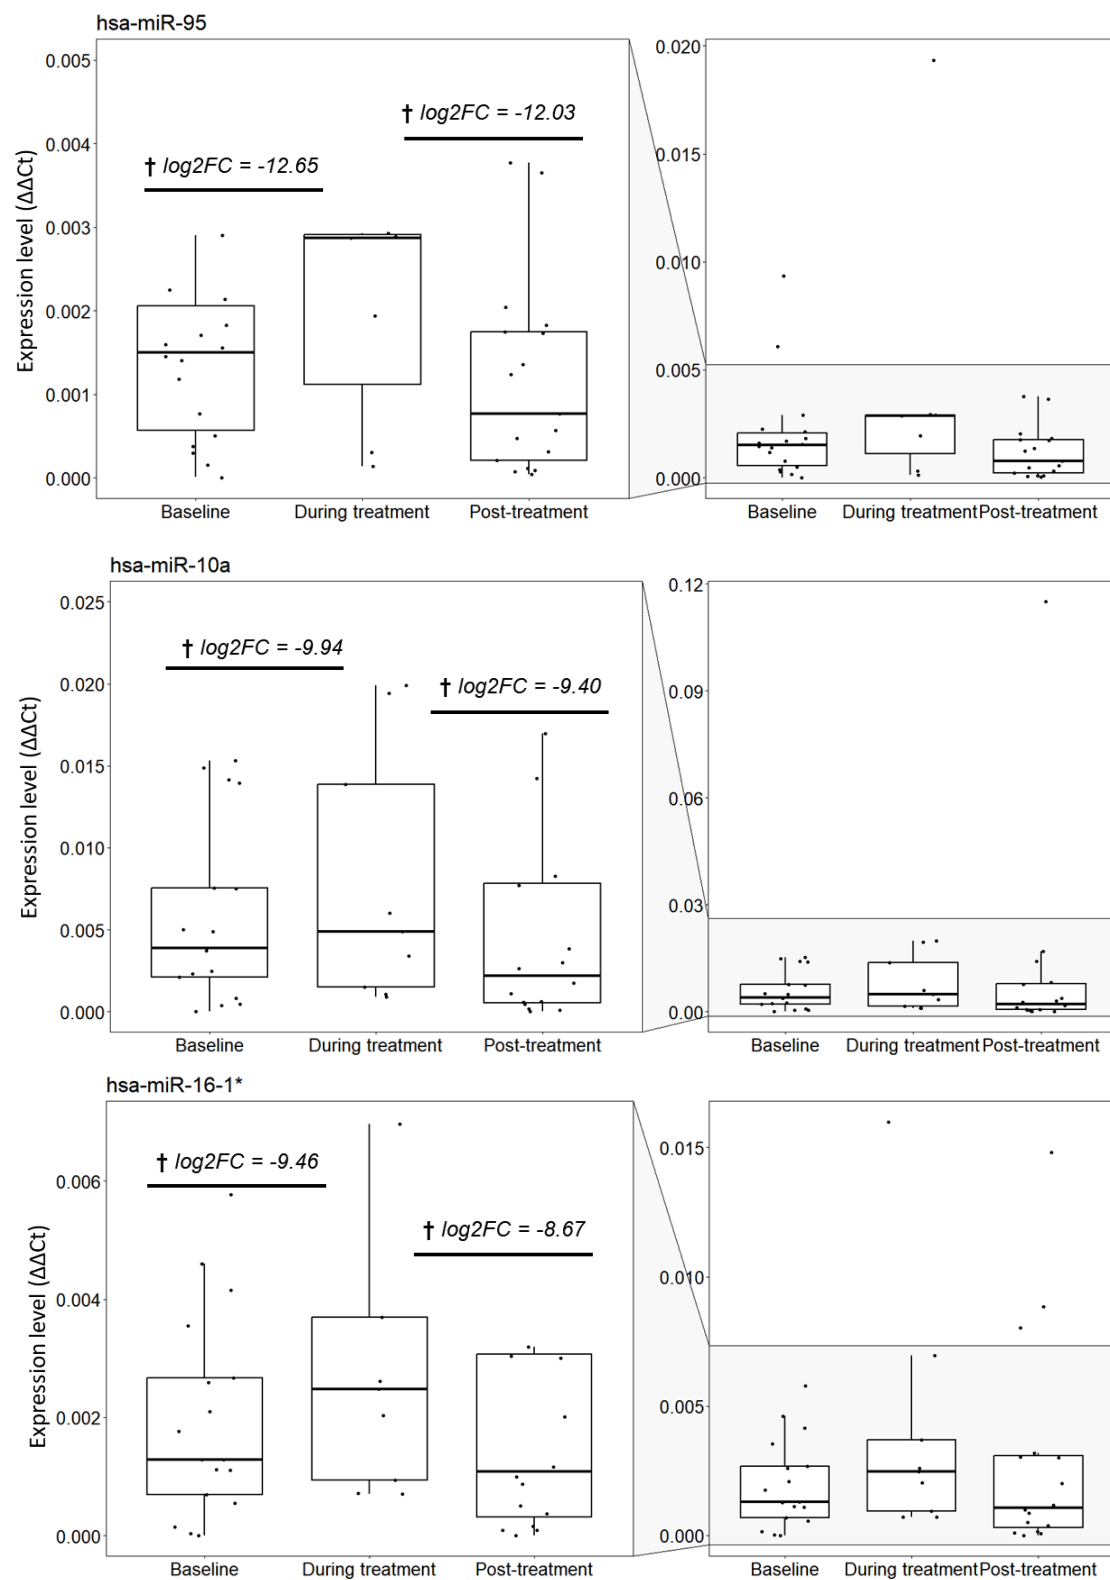 hsa-miR-95
Expression level (ΔΔCt)
0.005
0.004
0.003
0.002
0.001
0.000
† log2FC = -12.65
† log2FC = -12.03
Baseline
During treatment
Post-treatment
0.020
0.015
0.010
0.005
0.000
Baseline
During treatment
Post-treatment
hsa-miR-10a
Expression level (ΔΔCt)
0.025
0.020
0.015
0.010
0.005
0.000
† log2FC = -9.94
† log2FC = -9.40
Baseline
During treatment
Post-treatment
0.12
0.09
0.06
0.03
0.00
Baseline
During treatment
Post-treatment
hsa-miR-16-1*
Expression level (ΔΔCt)
0.006
0.004
0.002
0.000
† log2FC = -9.46
† log2FC = -8.67
Baseline
During treatment
Post-treatment
0.015
0.010
0.005
0.000
Baseline
During treatment
Post-treatment